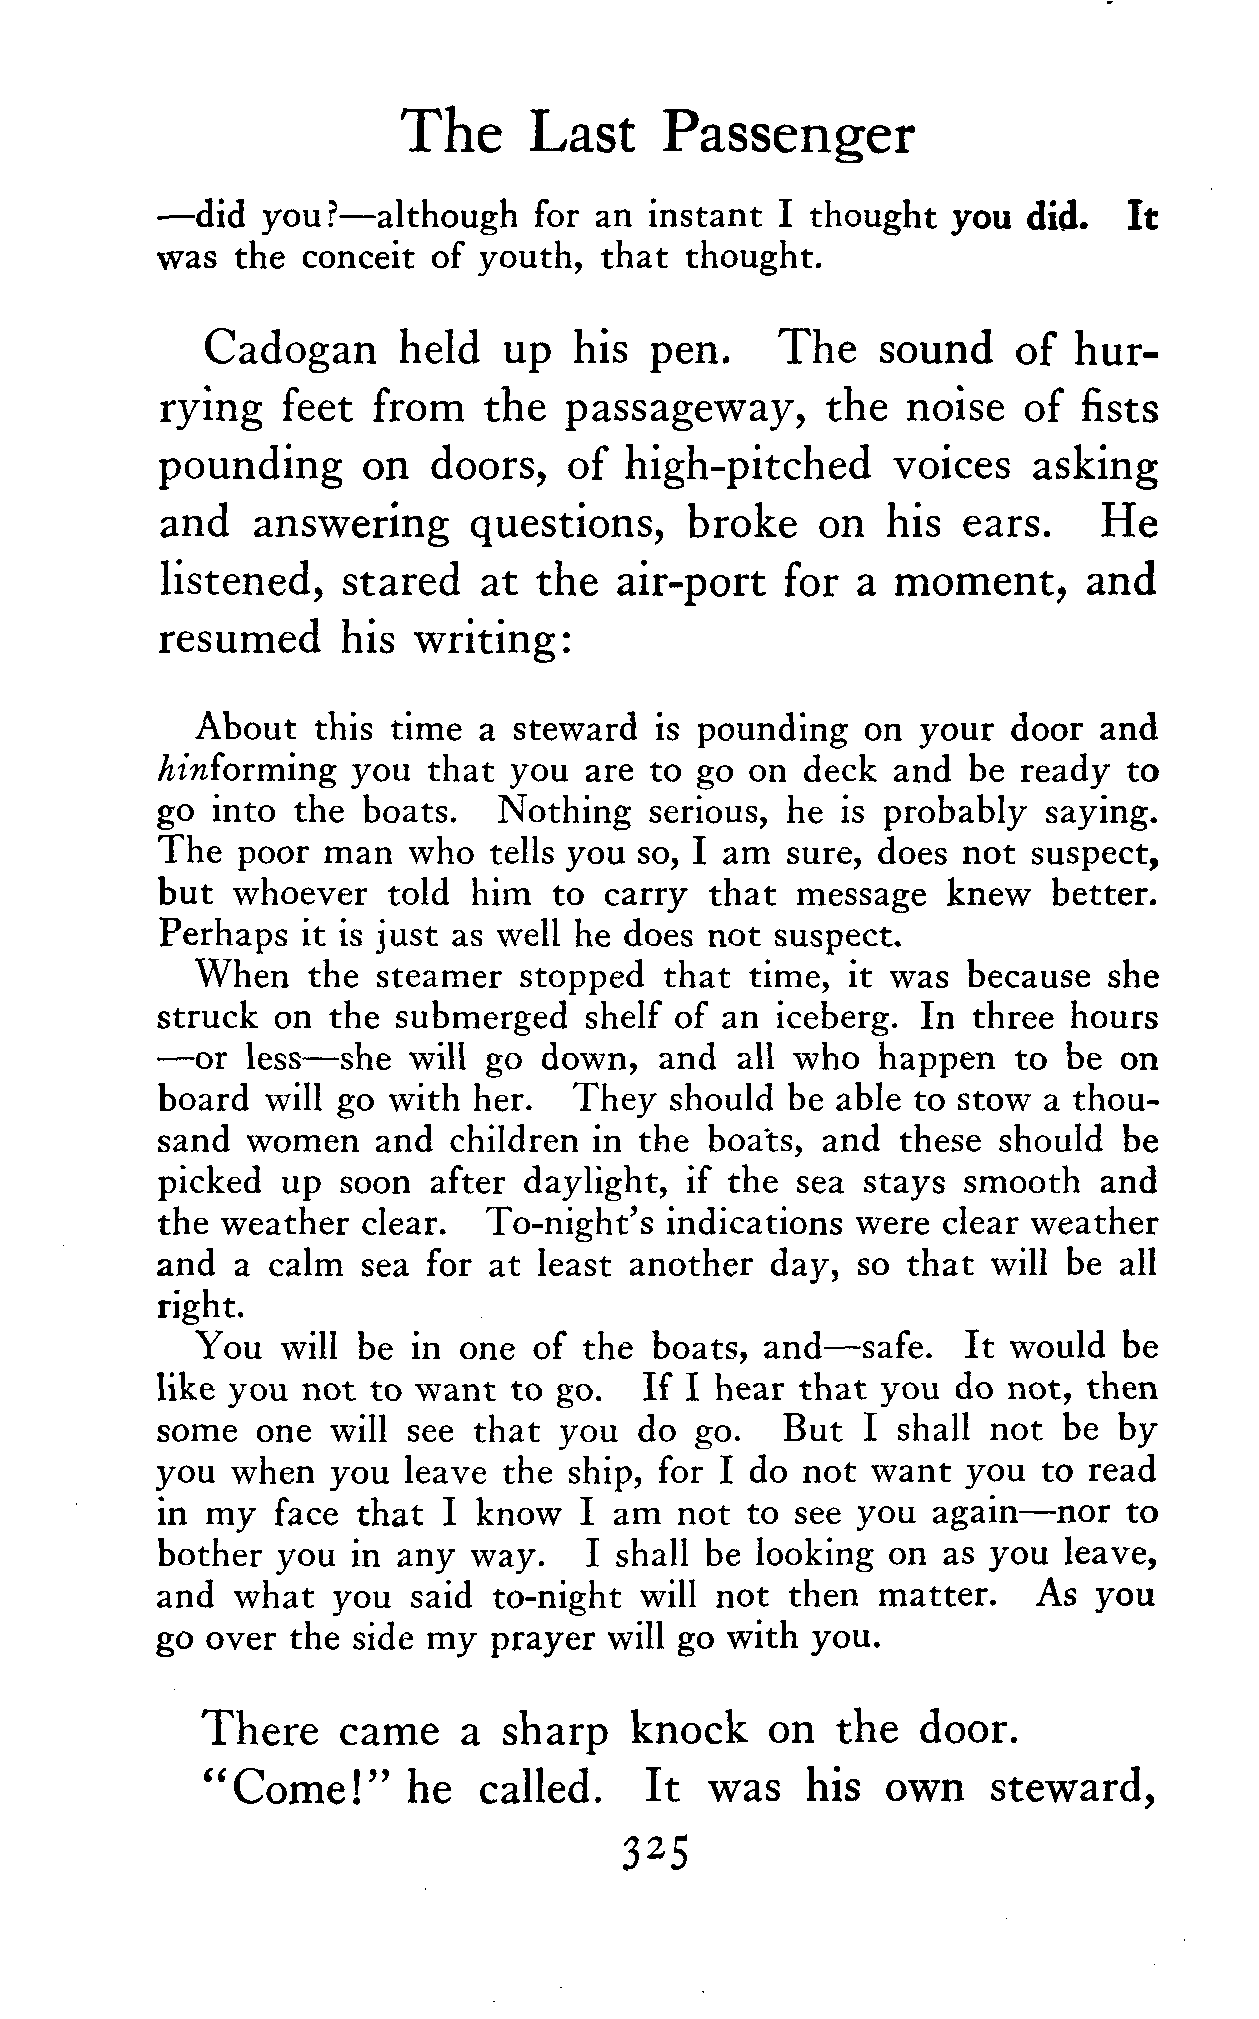 The Last Passenger
—did you?—although for an instant I thought you did. It
was the conceit of youth, that thought.
Cadogan held up his pen. The sound of hur-
rying feet from the passageway, the noise of fists
pounding on doors, of high-pitched voices asking
and answering questions, broke on his ears. He
listened, stared at the air-port for a moment, and
resumed his writing:
About this time a steward is pounding on your door and
hinforming you that you are to go on deck and be ready to
go into the boats. Nothing serious, he is probably saying.
The poor man who tells you so, I am sure, does not suspect,
but whoever told him to carry that message knew better.
Perhaps it is just as well he does not suspect.
When the steamer stopped that time, it was because she
struck on the submerged shelf of an iceberg. In three hours
—or less—she will go down, and all who happen to be on
board will go with her. They should be able to stow a thou-
sand women and children in the boats, and these should be
picked up soon after daylight, if the sea stays smooth and
the weather clear. To-night's indications were clear weather
and a calm sea for at least another day, so that will be all
right.
You will be in one of the boats, and—safe. It would be
like you not to want to go. If I hear that you do not, then
some one will see that you do go. But I shall not be by
you when you leave the ship, for I do not want you to read
in my face that I know I am not to see you again—nor to
bother you in any way. I shall be looking on as you leave,
and what you said to-night will not then matter. As you
go over the side my prayer will go with you.
There came a sharp knock on the door.
"Come!" he called. It was his own steward,
325